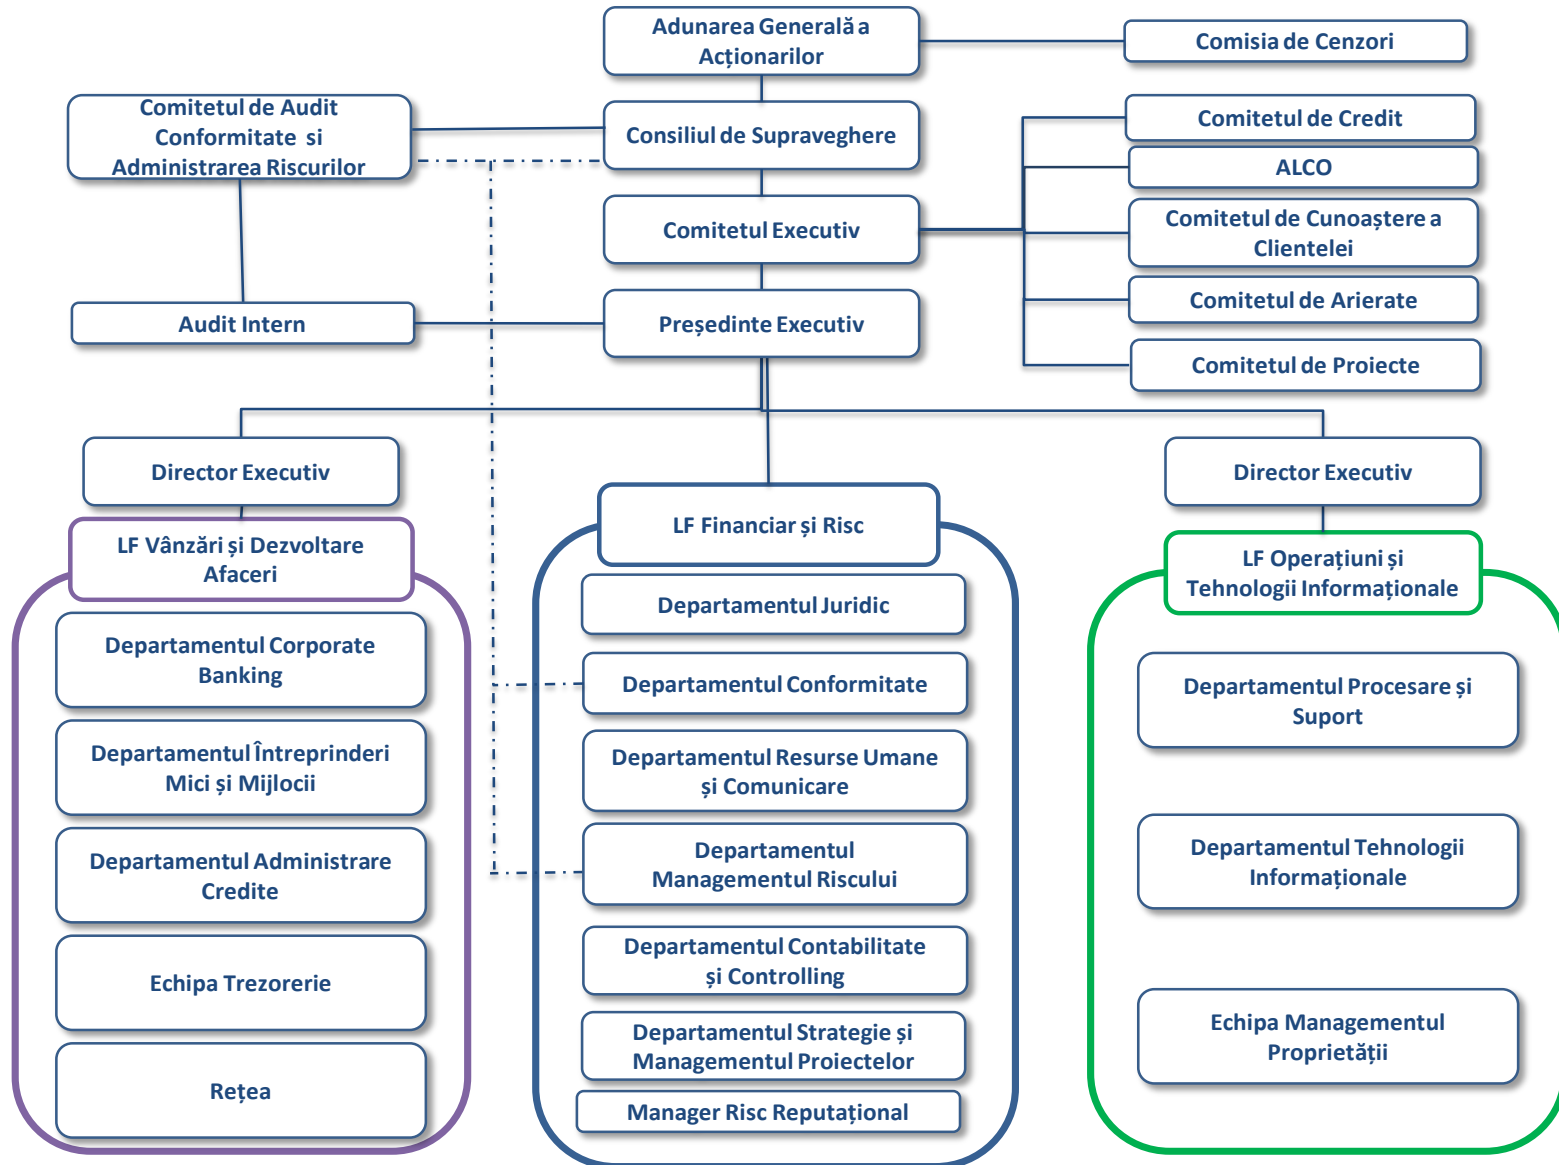 Adunarea Generală a
Acționarilor
Comisia de Cenzori
Comitetul de Audit
Conformitate si
Administrarea Riscurilor
Consiliul de Supraveghere
Comitetul de Credit
ALCO
Comitetul Executiv
Comitetul de Cunoaștere a
Clientelei
Comitetul de Arierate
Audit Intern
Președinte Executiv
Comitetul de Proiecte
Director Executiv
Director Executiv
LF Vânzări și Dezvoltare
Afaceri
LF Financiar și Risc
LF Operațiuni și
Tehnologii Informaționale
Departamentul Corporate
Banking
Departamentul Întreprinderi
Mici și Mijlocii
Departamentul Administrare
Credite
Echipa Trezorerie
Rețea
Departamentul Juridic
Departamentul Conformitate
Departamentul Resurse Umane
și Comunicare
Departamentul
Managementul Riscului
Departamentul Contabilitate
și Controlling
Departamentul Strategie și
Managementul Proiectelor
Manager Risc Reputațional
Departamentul Procesare și
Suport
Departamentul Tehnologii
Informaționale
Echipa Managementul
Proprietății